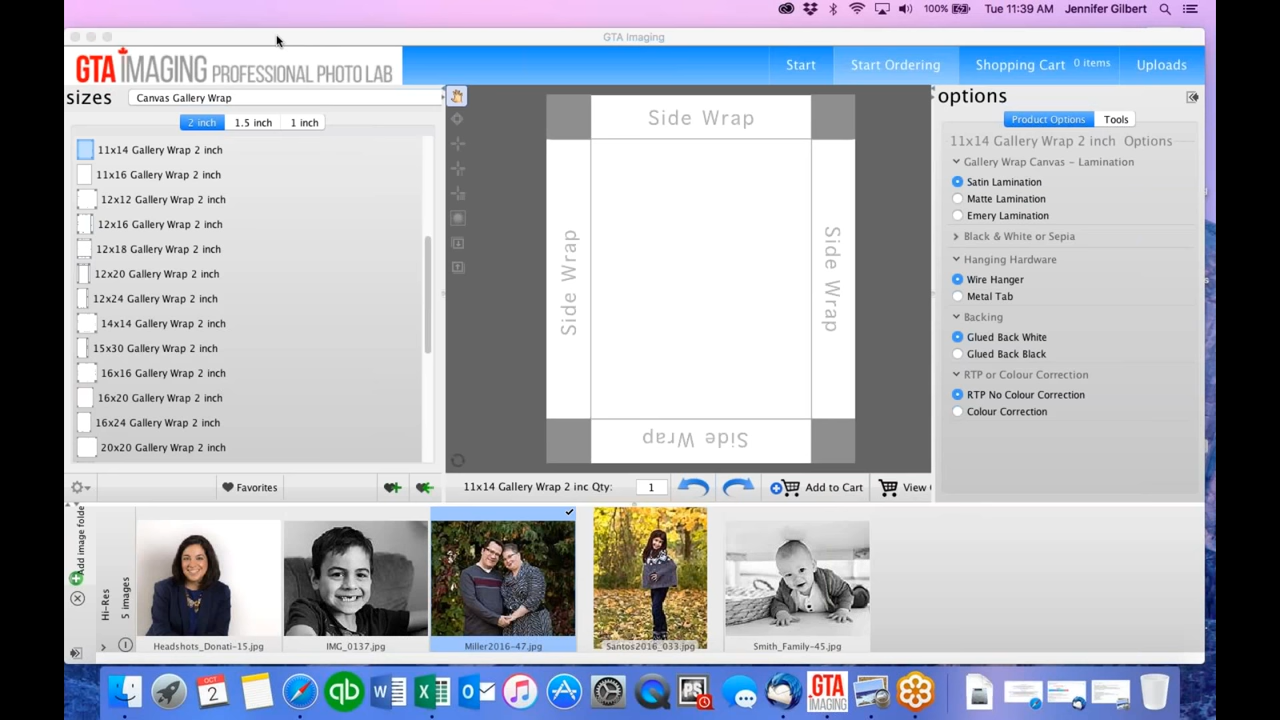 100%
Tue 11:39 AM
Jennifer Gilbert
GTA Imaging
GTA IMAGING PROFESSIONAL PHOTO LAB
Start
Start Ordering
Shopping Cart 0 items
Uploads
sizes
Canvas Gallery Wrap
2 inch
1.5 inch
1 inch
11x14 Gallery Wrap 2 inch
11x16 Gallery Wrap 2 inch
12x12 Gallery Wrap 2 inch
12x16 Gallery Wrap 2 inch
12x18 Gallery Wrap 2 inch
12x20 Gallery Wrap 2 inch
12x24 Gallery Wrap 2 inch
14x14 Gallery Wrap 2 inch
15x30 Gallery Wrap 2 inch
16x16 Gallery Wrap 2 inch
16x20 Gallery Wrap 2 inch
16x24 Gallery Wrap 2 inch
20x20 Gallery Wrap 2 inch
Favorites
Side Wrap
Side Wrap
Side Wrap
Side Wrap
11x14 Gallery Wrap 2 inc Qty:
1
Add to Cart
View
options
Product Options
Tools
11x14 Gallery Wrap 2 inch Options
Gallery Wrap Canvas - Lamination
Satin Lamination
Matte Lamination
Emery Lamination
Black & White or Sepia
Hanging Hardware
Wire Hanger
Metal Tab
Backing
Glued Back White
Glued Back Black
RTP or Colour Correction
RTP No Colour Correction
Colour Correction
Add image folde
Hi-Res
5 images
Headshots_Donati-15.jpg
IMG_0137.jpg
Miller2016-47.jpg
Santos2016_033.jpg
Smith_Family-45.jpg
OCT
2
qb
W
X
O
PS
GTA
IMAGING